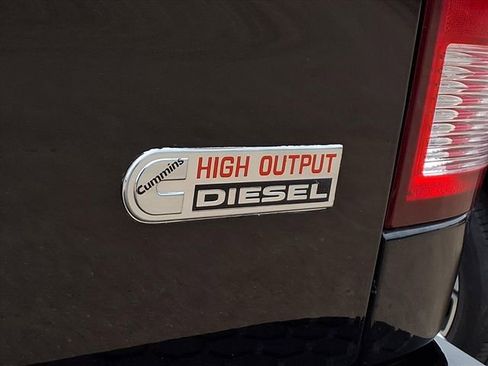 Cummins
HIGH OUTPUT
DIESEL